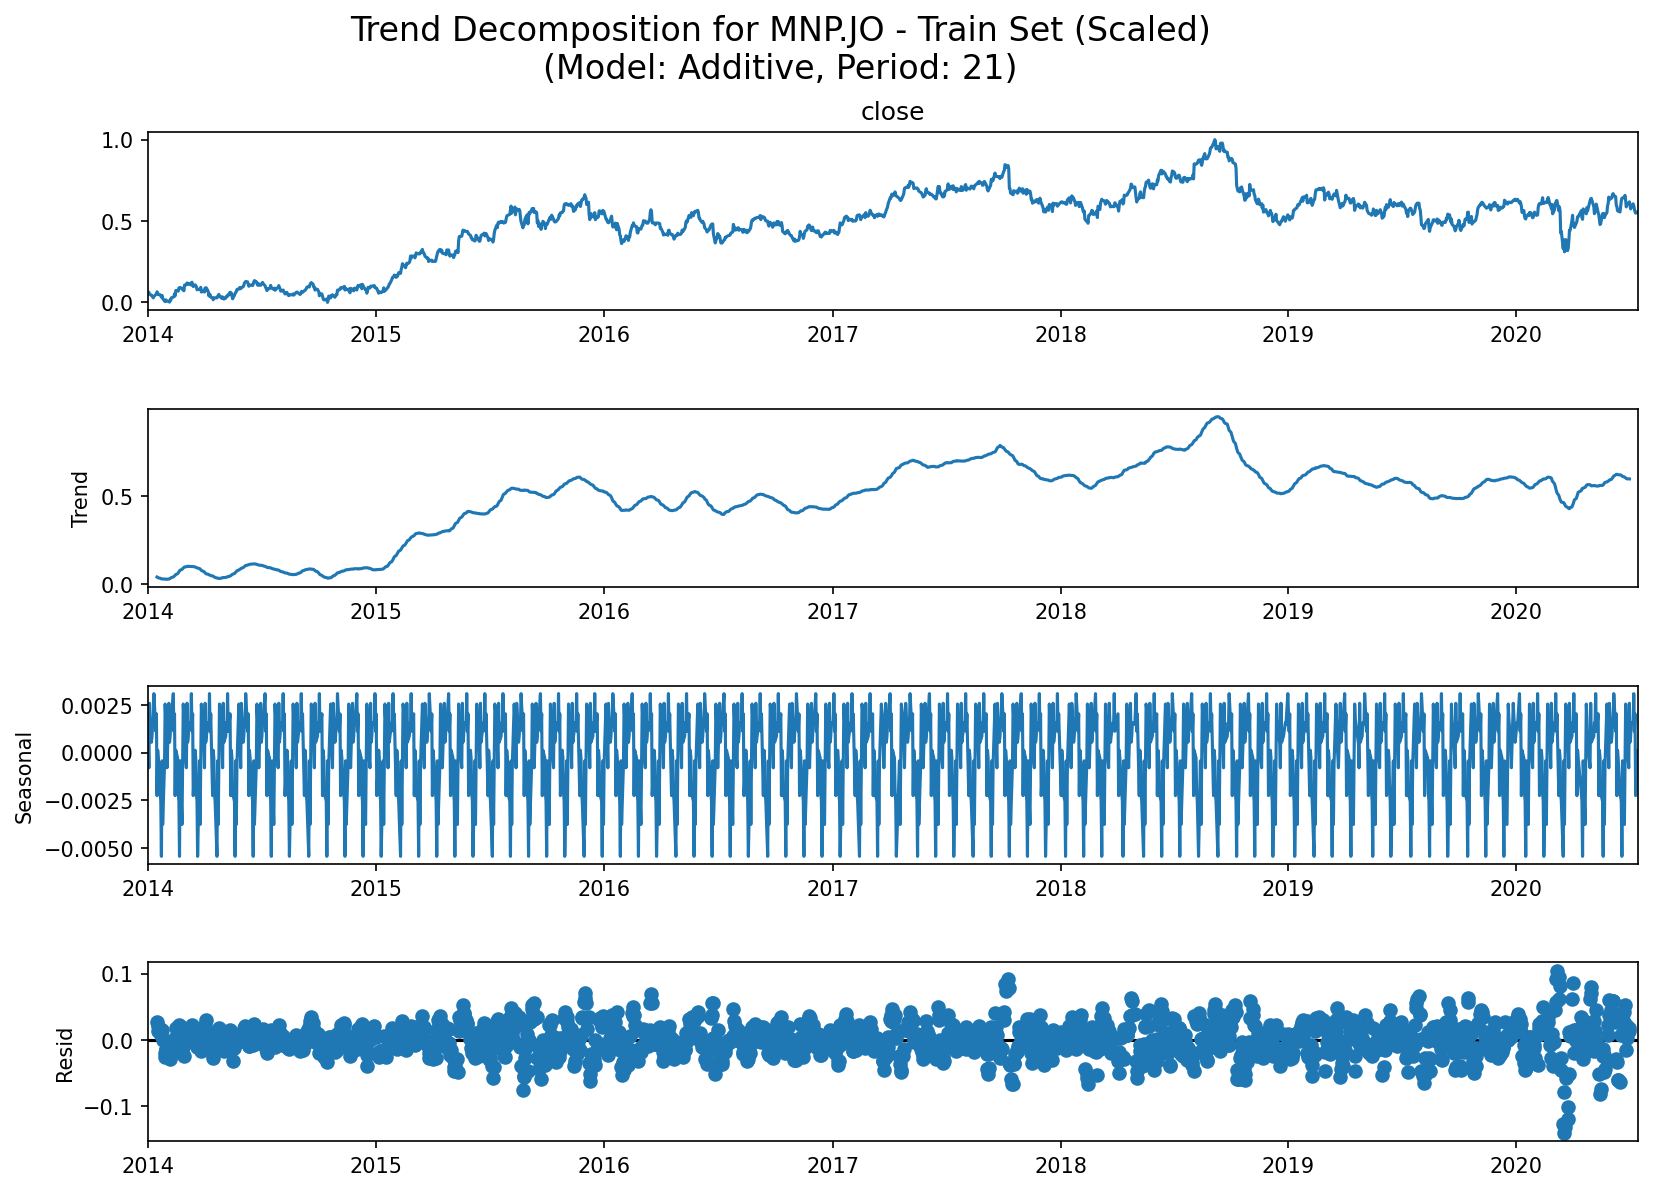 Trend Decomposition for MNP.JO - Train Set (Scaled)
(Model: Additive, Period: 21)
close
1.0
0.5
0.0
2014 2015 2016 2017 2018 2019 2020
Trend
0.5
0.0
2014 2015 2016 2017 2018 2019 2020
Seasonal
0.0025
0.0000
−0.0025
−0.0050
2014 2015 2016 2017 2018 2019 2020
Resid
0.1
0.0
−0.1
2014 2015 2016 2017 2018 2019 2020